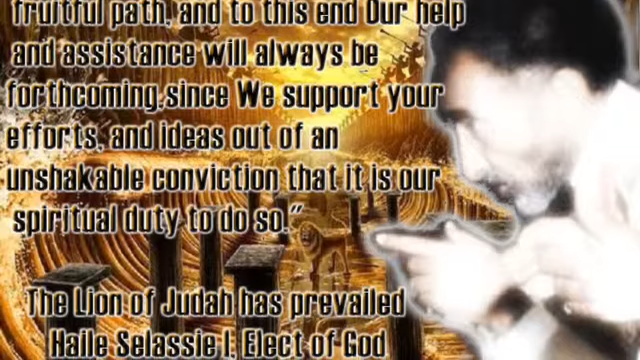 fruitful path, and to this end Our help
and assistance will always be
forthcoming since We support your
efforts, and ideas out of an
unshakable conviction that it is our
spiritual duty to do so."
The Lion of Judah has prevailed
Haile Selassie I, Elect of God